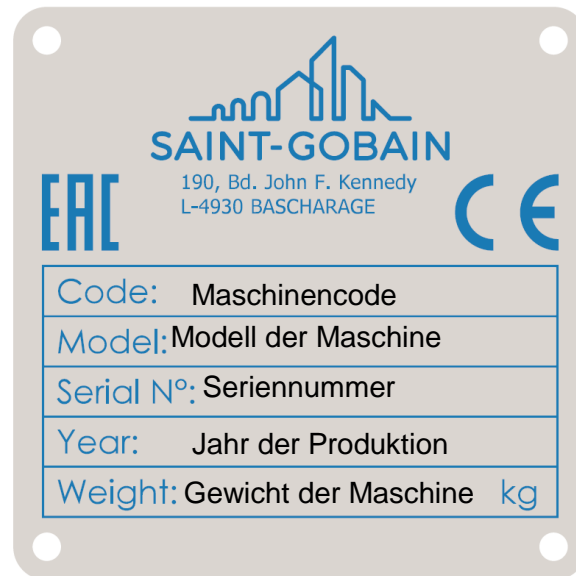 SAINT-GOBAIN
190, Bd. John F. Kennedy
L-4930 BASCHARAGE
EAC CE
Code: Maschinencode
Model: Modell der Maschine
Serial N°: Seriennummer
Year: Jahr der Produktion
Weight: Gewicht der Maschine kg